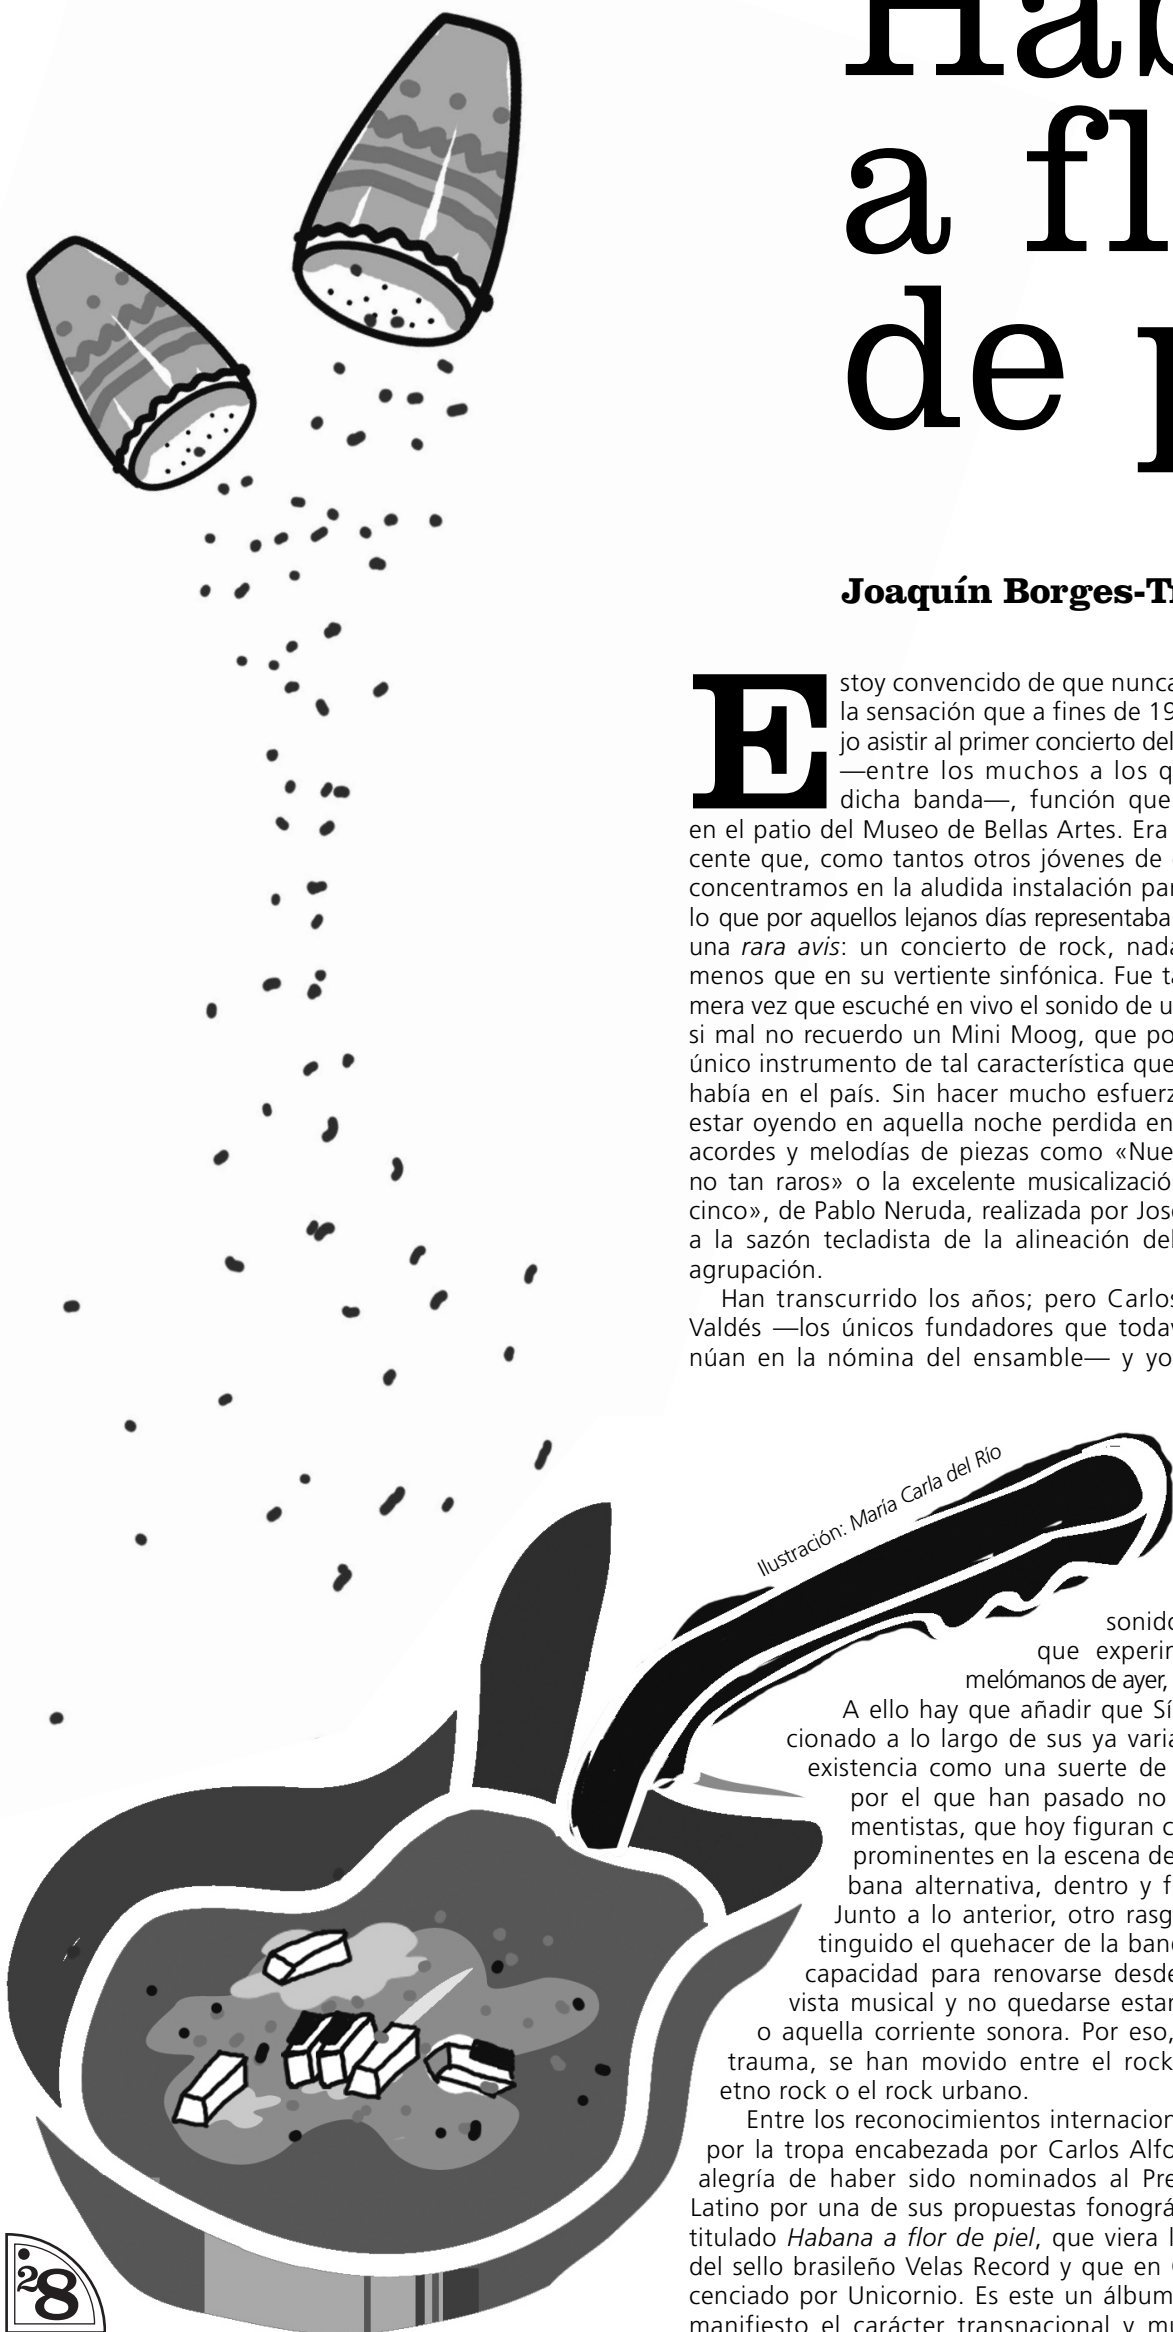 Hab
a fl
de p
Joaquín Borges-Tr
Estoy convencido de que nunca
la sensación que a fines de 19
jo asistir al primer concierto del
—entre los muchos a los q
dicha banda—, función que
en el patio del Museo de Bellas Artes. Era
cente que, como tantos otros jóvenes de
concentramos en la aludida instalación par
lo que por aquellos lejanos días representaba
una rara avis: un concierto de rock, nada
menos que en su vertiente sinfónica. Fue ta
mera vez que escuché en vivo el sonido de u
si mal no recuerdo un Mini Moog, que po
único instrumento de tal característica que
había en el país. Sin hacer mucho esfuerz
estar oyendo en aquella noche perdida en
acordes y melodías de piezas como «Nue
no tan raros» o la excelente musicalizació
cinco», de Pablo Neruda, realizada por José
a la sazón tecladista de la alineación del
agrupación.
Han transcurrido los años; pero Carlos
Valdés —los únicos fundadores que todav
núan en la nómina del ensamble— y yo
Ilustración: María Carla del Río
sonido
que experim
melómanos de ayer,
A ello hay que añadir que Sí
cionado a lo largo de sus ya varia
existencia como una suerte de
por el que han pasado no
mentistas, que hoy figuran c
prominentes en la escena de
bana alternativa, dentro y f
Junto a lo anterior, otro rasg
tinguido el quehacer de la banc
capacidad para renovarse desde
vista musical y no quedarse estan
o aquella corriente sonora. Por eso,
trauma, se han movido entre el rock
etno rock o el rock urbano.
Entre los reconocimientos internacion
por la tropa encabezada por Carlos Alfo
alegría de haber sido nominados al Pre
Latino por una de sus propuestas fonográ
titulado Habana a flor de piel, que viera l
del sello brasileño Velas Record y que en C
cenciado por Unicornio. Es este un álbum
manifiesto el carácter transnacional y mu
28